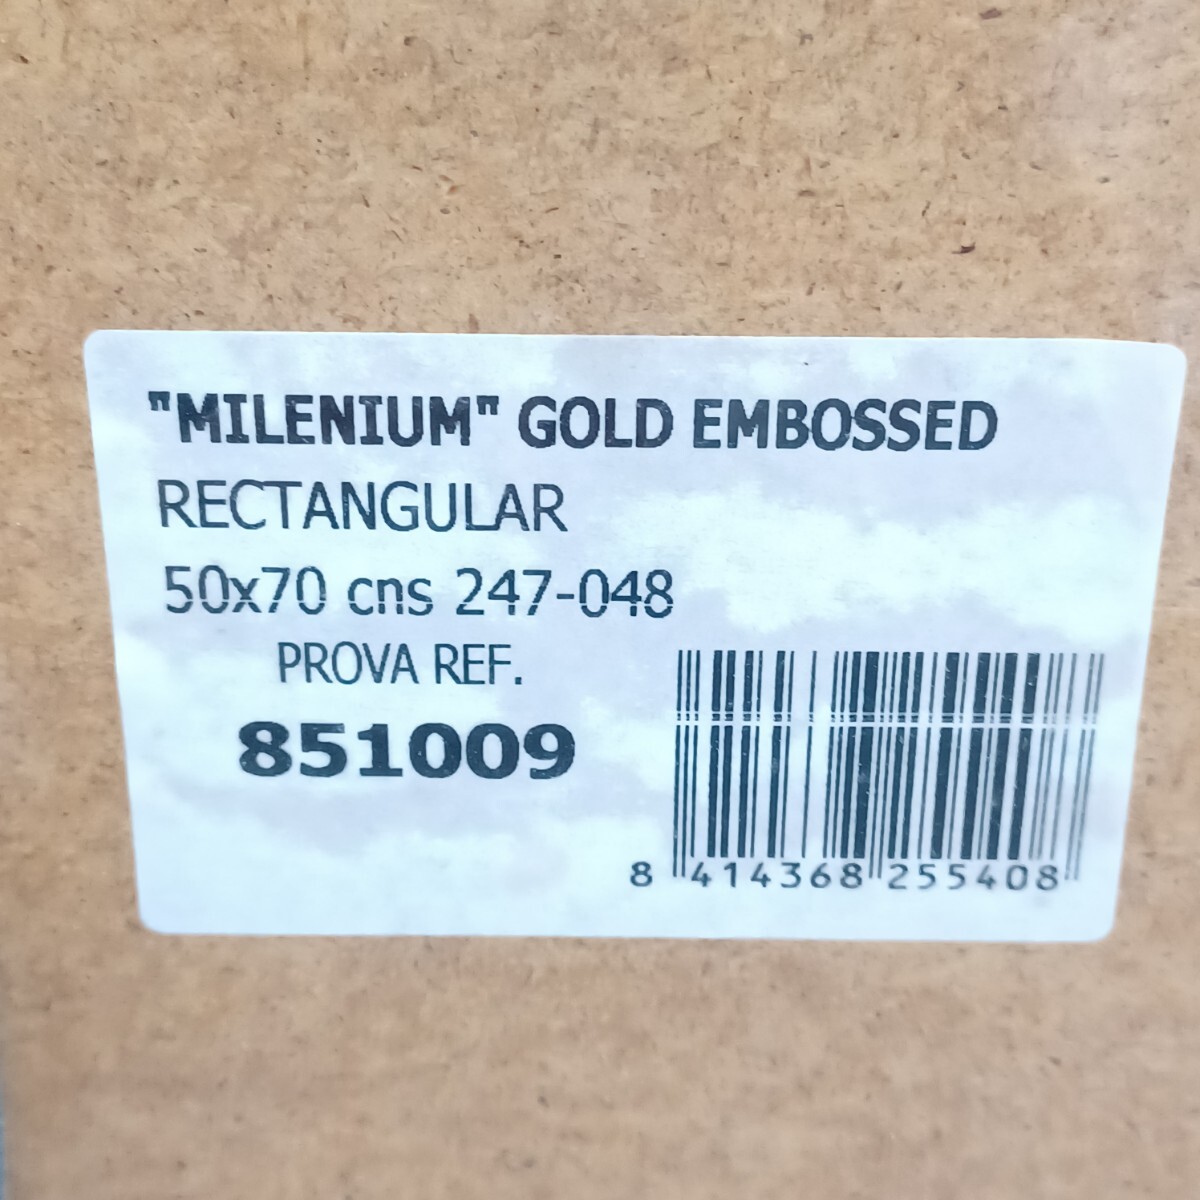 "MILENIUM" GOLD EMBOSSED
RECTANGULAR
50x70 cns 247-048
PROVA REF.
851009
8 414368 255408